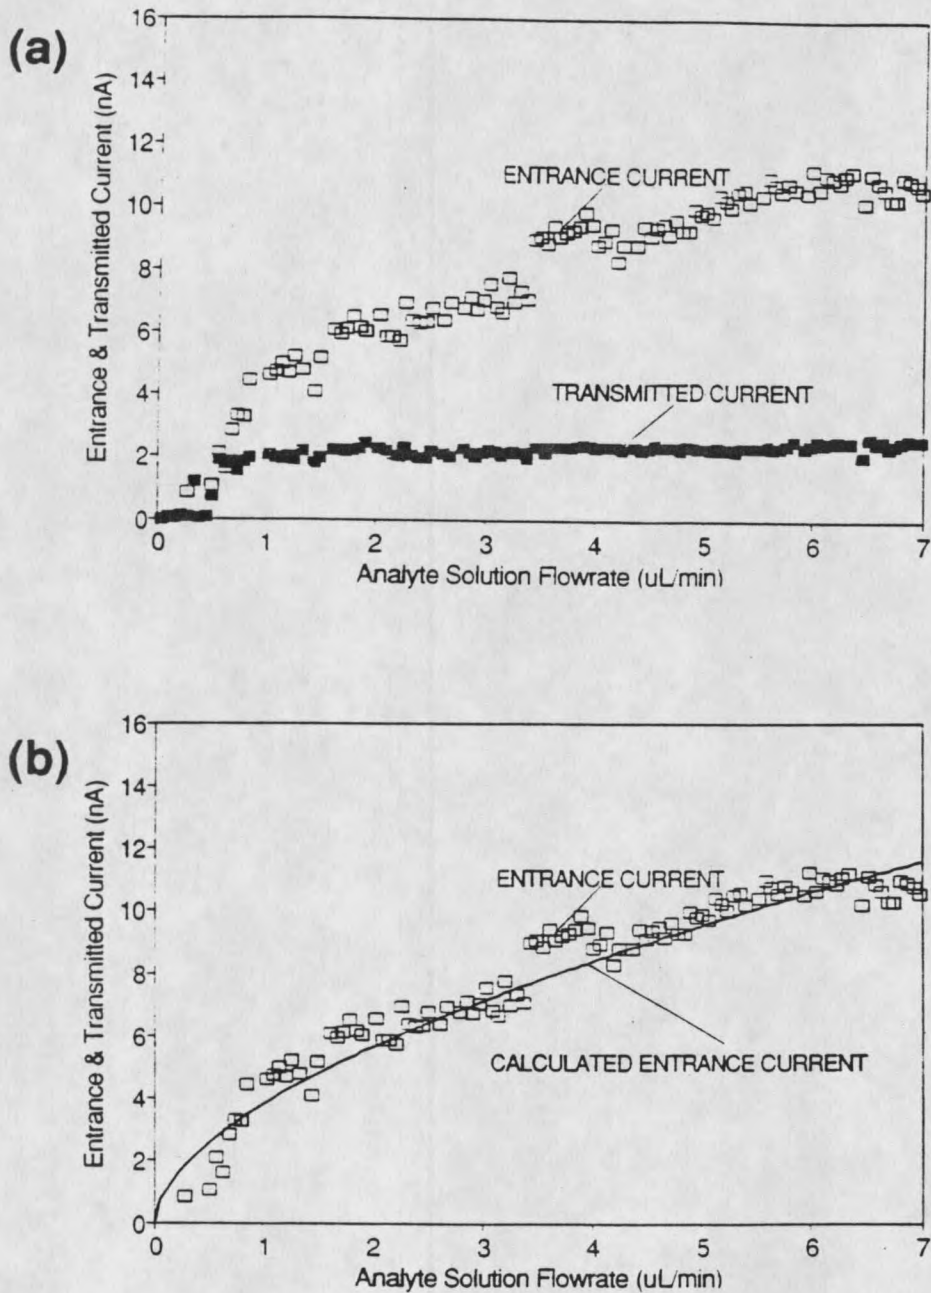 (a)
Entrance & Transmitted Current (nA)
16
14
12
10
8
6
4
2
0
ENTRANCE CURRENT
TRANSMITTED CURRENT
0 1 2 3 4 5 6 7
Analyte Solution Flowrate (uL/min)
(b)
Entrance & Transmitted Current (nA)
16
14
12
10
8
6
4
2
0
ENTRANCE CURRENT
CALCULATED ENTRANCE CURRENT
0 1 2 3 4 5 6 7
Analyte Solution Flowrate (uL/min)